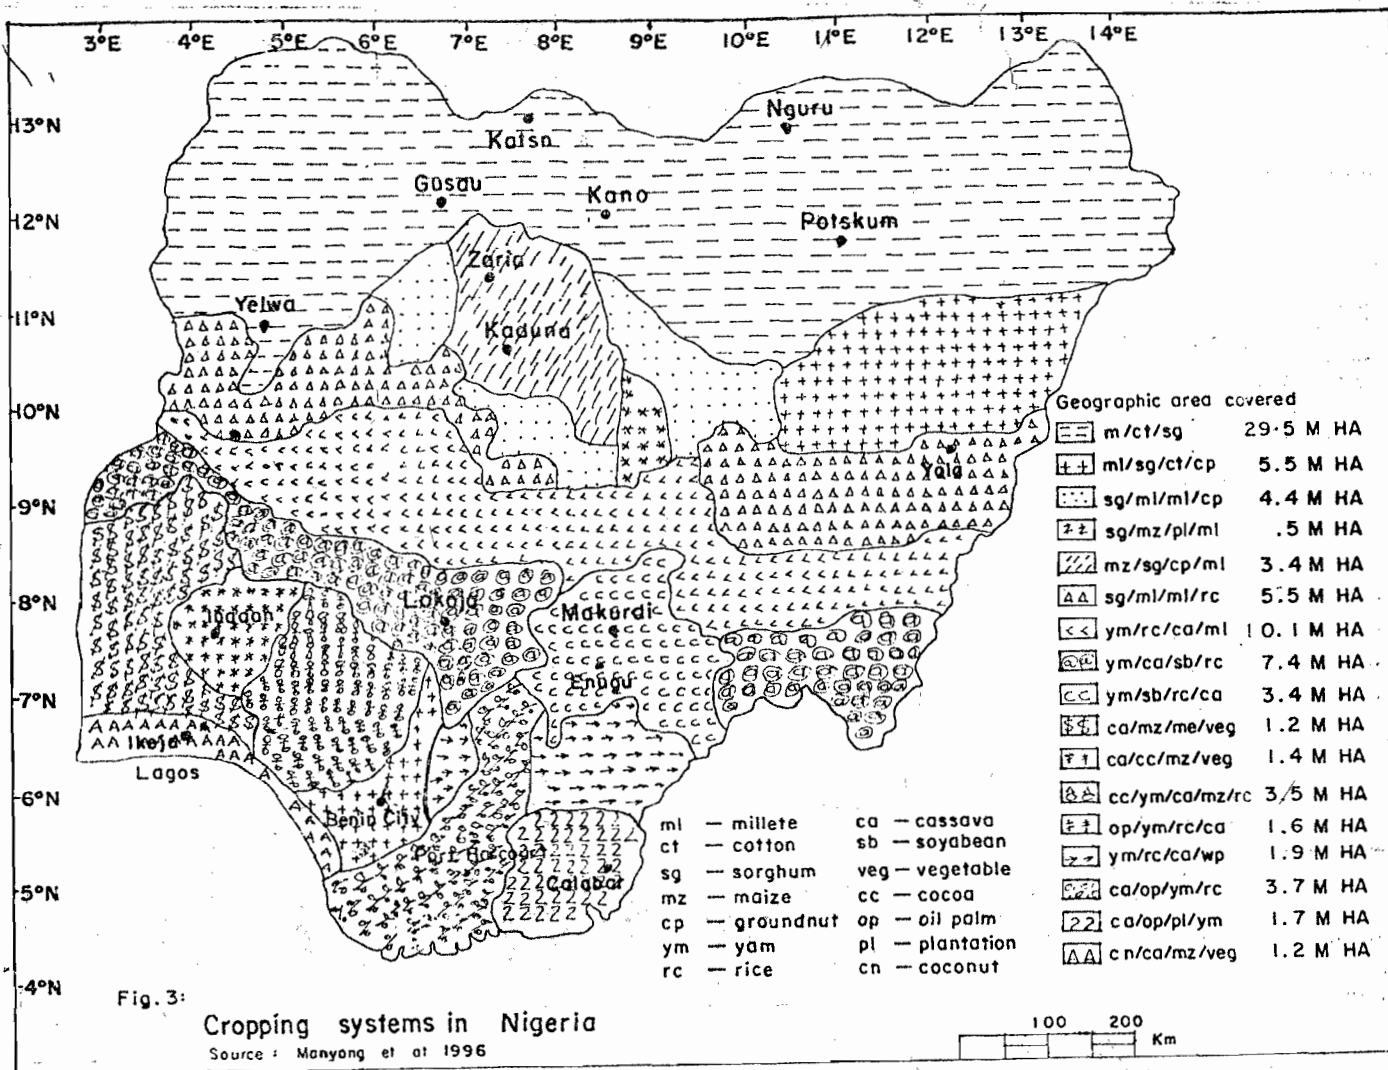 3°E 4°E 5°E 6°E 7°E 8°E 9°E 10°E 11°E 12°E 13°E 14°E
13°N
12°N
11°N
10°N
9°N
8°N
7°N
6°N
5°N
4°N
Nguru
Katsn
Gusau
Kano
Potskum
Zaria
Yelwa
Kaduna
Yola
Lokoja
Makurdi
Enugu
Ikeja
Lagos
Benin City
Port Harcourt
Calabar
Geographic area covered
m/ct/sg 29.5 M HA
ml/sg/ct/cp 5.5 M HA
sg/ml/ml/cp 4.4 M HA
sg/mz/pl/ml .5 M HA
mz/sg/cp/ml 3.4 M HA
sg/ml/ml/rc 5.5 M HA
ym/rc/ca/ml 10.1 M HA
ym/ca/sb/rc 7.4 M HA
ym/sb/rc/ca 3.4 M HA
ca/mz/me/veg 1.2 M HA
ca/cc/mz/veg 1.4 M HA
cc/ym/ca/mz/rc 3.5 M HA
op/ym/rc/ca 1.6 M HA
ym/rc/ca/wp 1.9 M HA
ca/op/ym/rc 3.7 M HA
ca/op/pl/ym 1.7 M HA
cn/ca/mz/veg 1.2 M HA
ml — millete
ct — cotton
sg — sorghum
mz — maize
cp — groundnut
ym — yam
rc — rice
ca — cassava
sb — soyabean
veg — vegetable
cc — cocoa
op — oil palm
pl — plantation
cn — coconut
Fig. 3:
Cropping systems in Nigeria
Source : Manyong et at 1996
100 200
Km